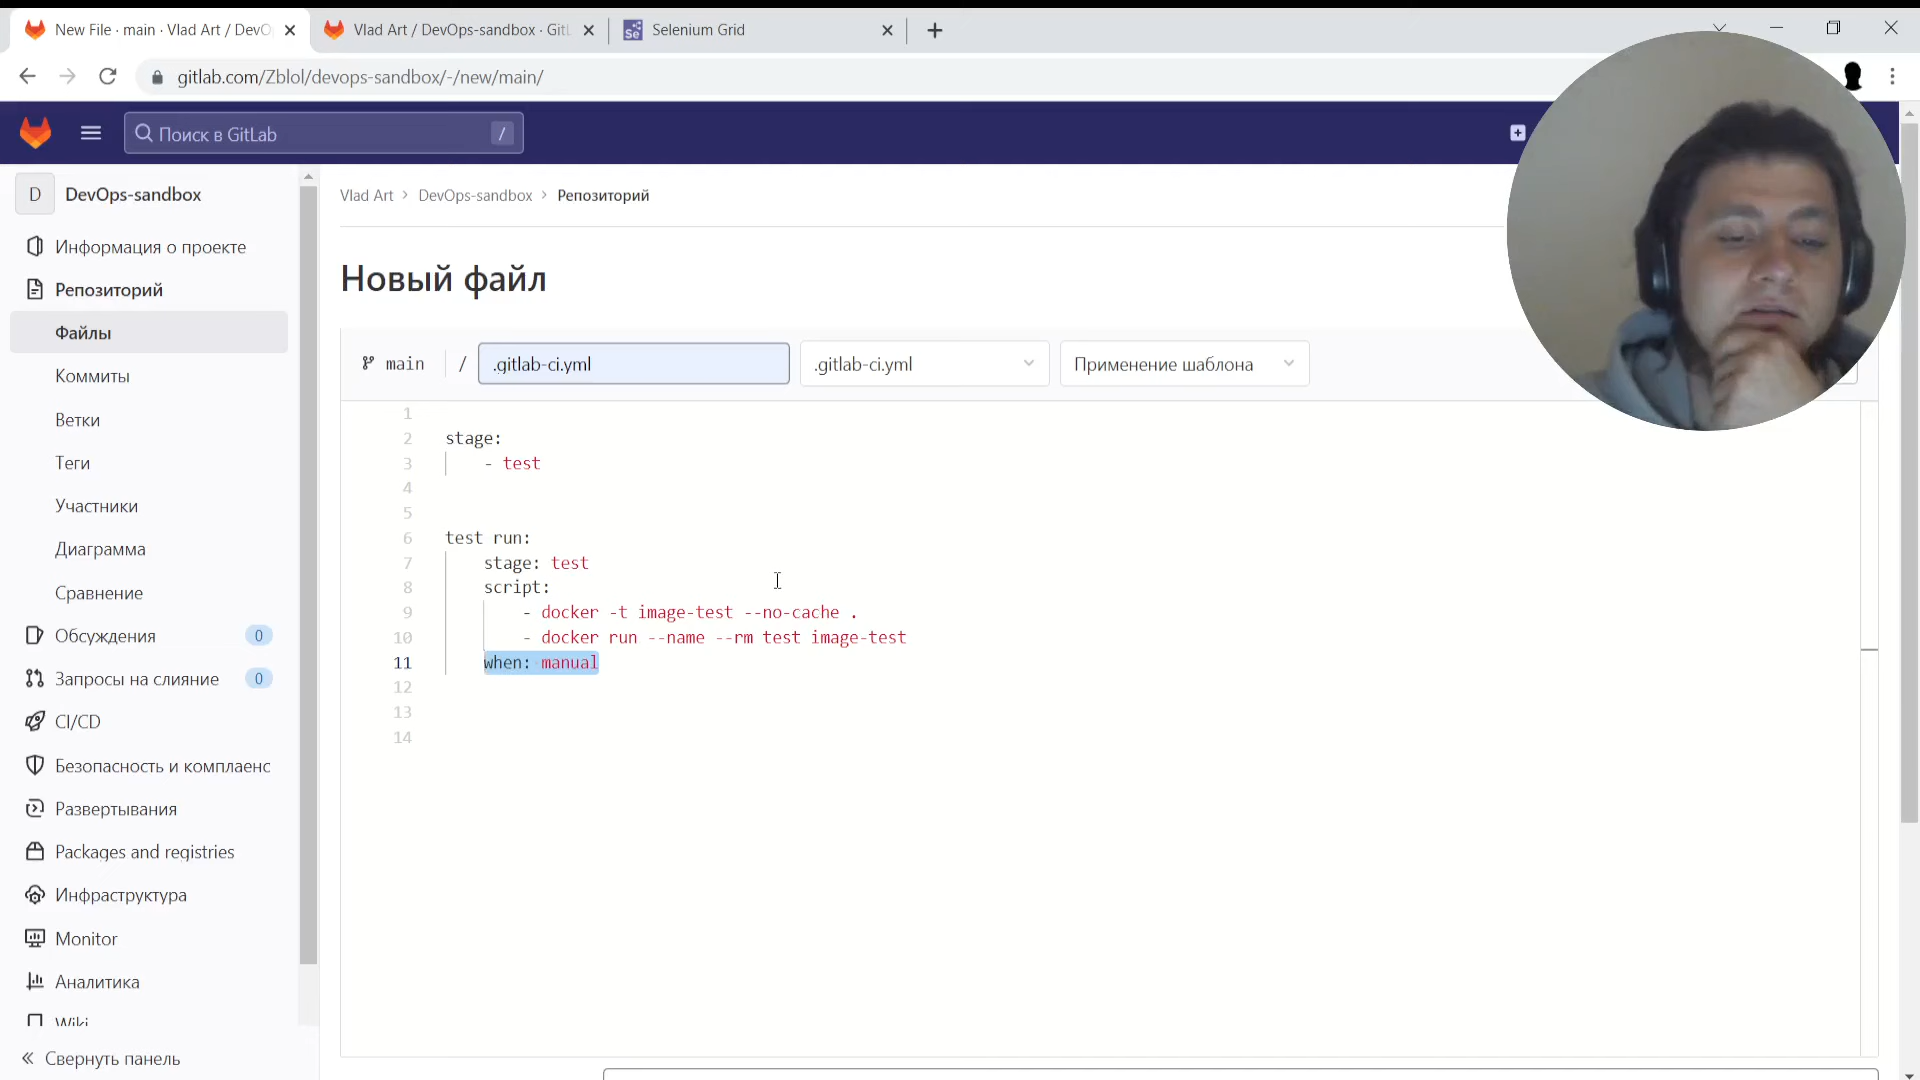 New File · main · Vlad Art / DevO
Vlad Art / DevOps-sandbox · GitL
Selenium Grid
gitlab.com/Zblol/devops-sandbox/-/new/main/
Поиск в GitLab
/
D
DevOps-sandbox
Информация о проекте
Репозиторий
Файлы
Коммиты
Ветки
Теги
Участники
Диаграмма
Сравнение
Обсуждения 0
Запросы на слияние 0
CI/CD
Безопасность и комплаенс
Развертывания
Packages and registries
Инфраструктура
Monitor
Аналитика
Wiki
Свернуть панель
Vlad Art > DevOps-sandbox > Репозиторий
Новый файл
main / .gitlab-ci.yml .gitlab-ci.yml Применение шаблона
1
2 stage:
3 - test
4
5
6 test run:
7 stage: test
8 script:
9 - docker -t image-test --no-cache .
10 - docker run --name --rm test image-test
11 when: manual
12
13
14